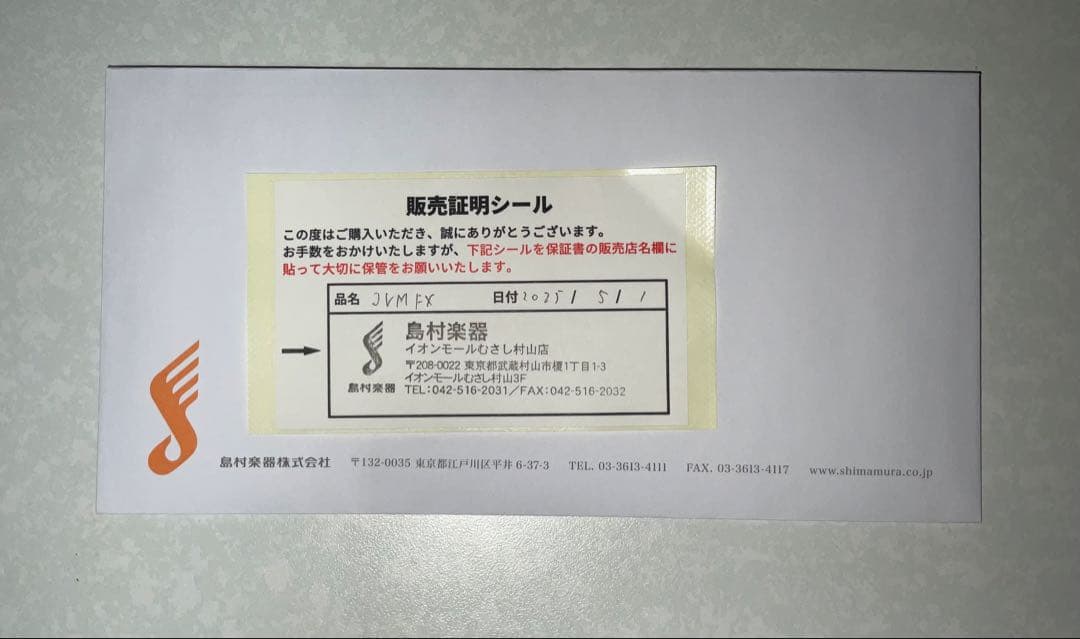 販売証明シール
この度はご購入いただき、誠にありがとうございます。
お手数をおかけいたしますが、下記シールを保証書の販売店名欄に
貼って大切に保管をお願いいたします。
品名 JVMFX 日付 2025/ 5/ 1
島村楽器
イオンモールむさし村山店
〒208-0022 東京都武蔵村山市榎1丁目1-3
イオンモールむさし村山3F
島村楽器 TEL:042-516-2031/FAX:042-516-2032
島村楽器株式会社 〒132-0035 東京都江戸川区平井 6-37-3 TEL. 03-3613-4111 FAX. 03-3613-4117 www.shimamura.co.jp